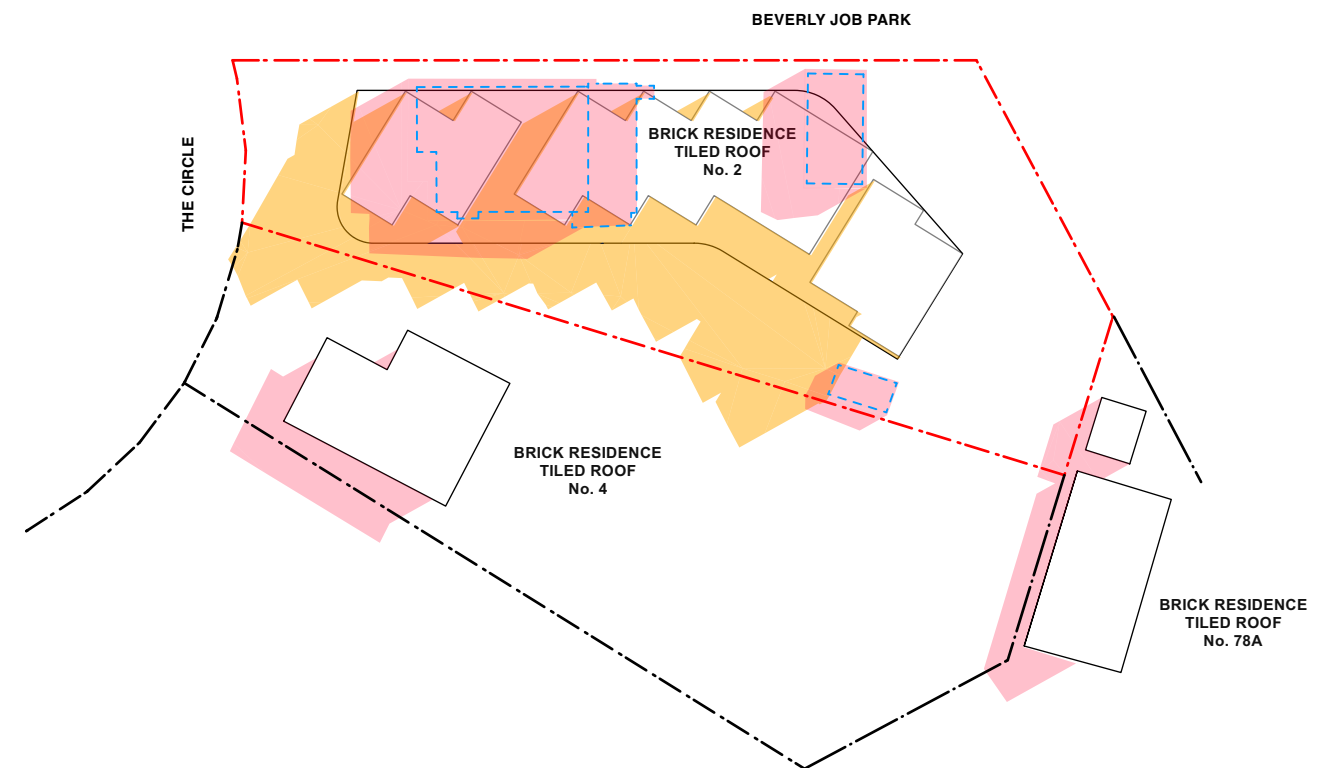 BEVERLY JOB PARK
THE CIRCLE
BRICK RESIDENCE
TILED ROOF
No. 2
BRICK RESIDENCE
TILED ROOF
No. 4
BRICK RESIDENCE
TILED ROOF
No. 78A